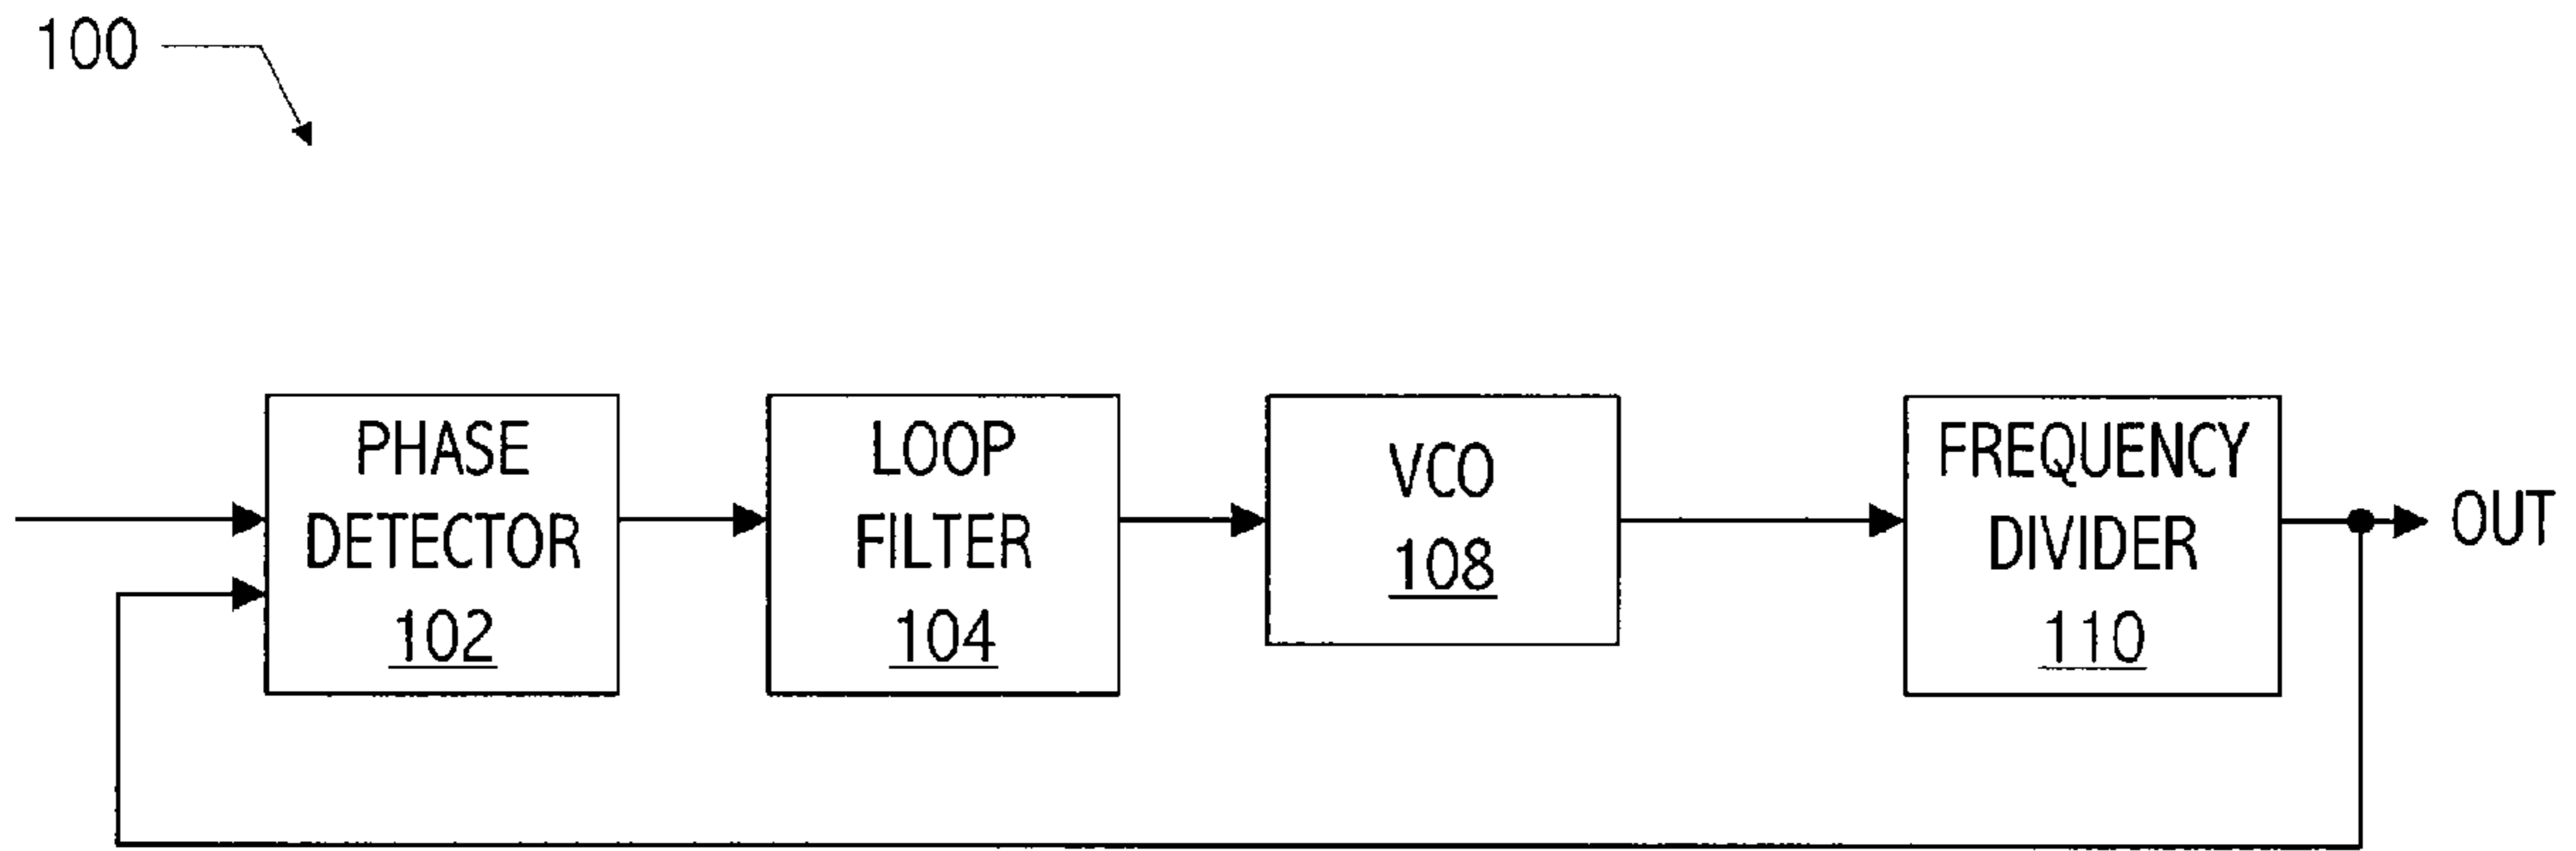 100
PHASE
DETECTOR
102
LOOP
FILTER
104
VCO
108
FREQUENCY
DIVIDER
110
OUT